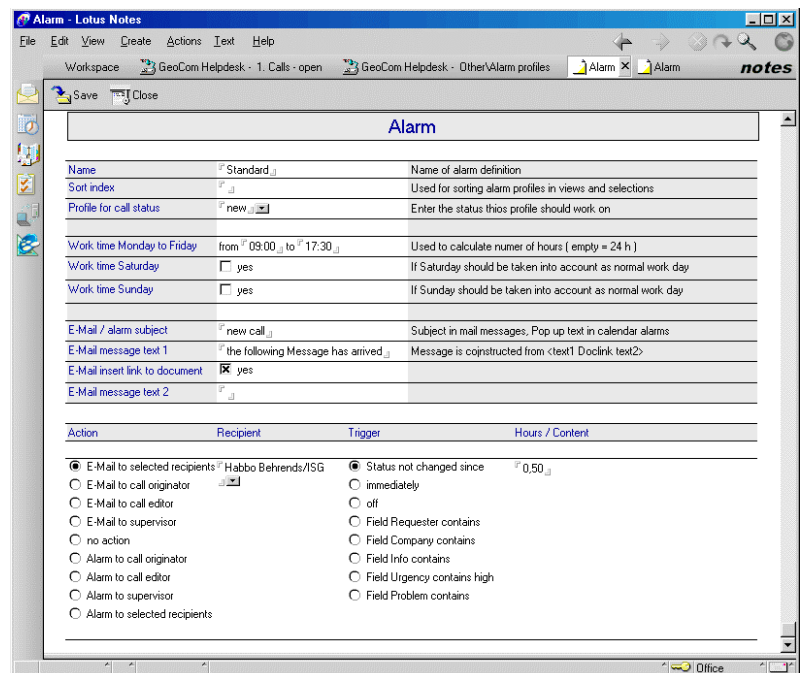 Alarm - Lotus Notes
File Edit View Create Actions Text Help
Workspace GeoCom Helpdesk - 1. Calls - open GeoCom Helpdesk - Other\Alarm profiles Alarm Alarm notes
Save Close
Alarm
Name Standard Name of alarm definition
Sort index Used for sorting alarm profiles in views and selections
Profile for call status new Enter the status thios profile should work on
Work time Monday to Friday from 09:00 to 17:30 Used to calculate numer of hours ( empty = 24 h )
Work time Saturday yes If Saturday should be taken into account as normal work day
Work time Sunday yes If Sunday should be taken into account as normal work day
E-Mail / alarm subject new call Subject in mail messages, Pop up text in calendar alarms
E-Mail message text 1 the following Message has arrived Message is cojnstructed from <text1 Doclink text2>
E-Mail insert link to document yes
E-Mail message text 2
Action Recipient Trigger Hours / Content
E-Mail to selected recipients Habbo Behrends/ISG Status not changed since 0,50
E-Mail to call originator immediately
E-Mail to call editor off
E-Mail to supervisor Field Requester contains
no action Field Company contains
Alarm to call originator Field Info contains
Alarm to call editor Field Urgency contains high
Alarm to supervisor Field Problem contains
Alarm to selected recipients
Office